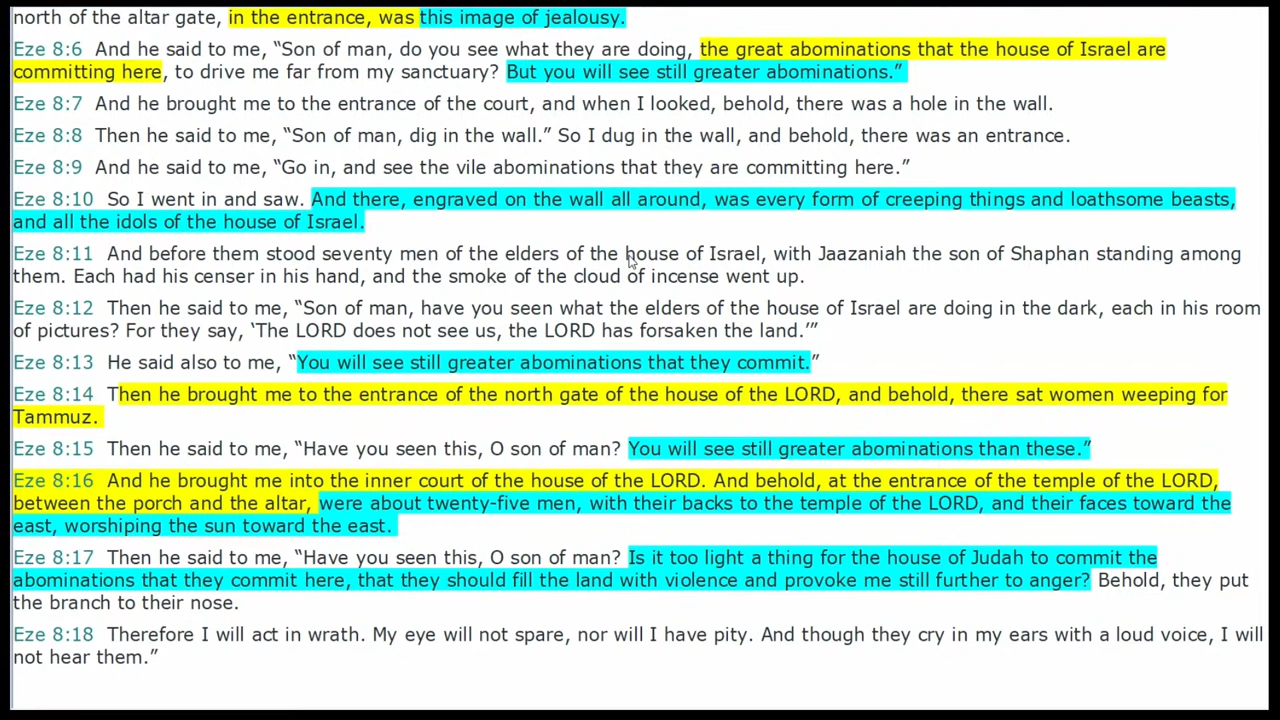 north of the altar gate, in the entrance, was this image of jealousy.
Eze 8:6 And he said to me, “Son of man, do you see what they are doing, the great abominations that the house of Israel are
committing here, to drive me far from my sanctuary? But you will see still greater abominations.”
Eze 8:7 And he brought me to the entrance of the court, and when I looked, behold, there was a hole in the wall.
Eze 8:8 Then he said to me, “Son of man, dig in the wall.” So I dug in the wall, and behold, there was an entrance.
Eze 8:9 And he said to me, “Go in, and see the vile abominations that they are committing here.”
Eze 8:10 So I went in and saw. And there, engraved on the wall all around, was every form of creeping things and loathsome beasts,
and all the idols of the house of Israel.
Eze 8:11 And before them stood seventy men of the elders of the house of Israel, with Jaazaniah the son of Shaphan standing among
them. Each had his censer in his hand, and the smoke of the cloud of incense went up.
Eze 8:12 Then he said to me, “Son of man, have you seen what the elders of the house of Israel are doing in the dark, each in his room
of pictures? For they say, ‘The LORD does not see us, the LORD has forsaken the land.’”
Eze 8:13 He said also to me, “You will see still greater abominations that they commit.”
Eze 8:14 Then he brought me to the entrance of the north gate of the house of the LORD, and behold, there sat women weeping for
Tammuz.
Eze 8:15 Then he said to me, “Have you seen this, O son of man? You will see still greater abominations than these.”
Eze 8:16 And he brought me into the inner court of the house of the LORD. And behold, at the entrance of the temple of the LORD,
between the porch and the altar, were about twenty-five men, with their backs to the temple of the LORD, and their faces toward the
east, worshiping the sun toward the east.
Eze 8:17 Then he said to me, “Have you seen this, O son of man? Is it too light a thing for the house of Judah to commit the
abominations that they commit here, that they should fill the land with violence and provoke me still further to anger? Behold, they put
the branch to their nose.
Eze 8:18 Therefore I will act in wrath. My eye will not spare, nor will I have pity. And though they cry in my ears with a loud voice, I will
not hear them.”